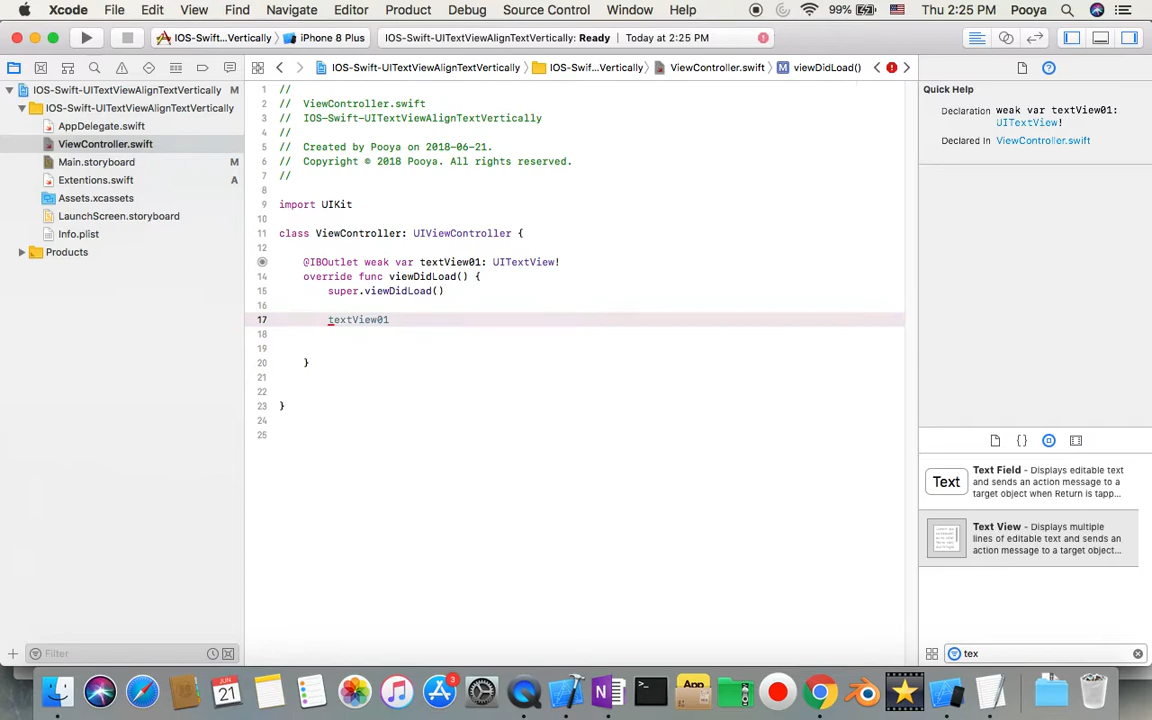 Xcode File Edit View Find Navigate Editor Product Debug Source Control Window Help 99% Thu 2:25 PM Pooya
IOS-Swift...Vertically iPhone 8 Plus IOS-Swift-UITextViewAlignTextVertically: Ready Today at 2:25 PM
IOS-Swift-UITextViewAlignTextVertically IOS-Swif...Vertically ViewController.swift viewDidLoad()
IOS-Swift-UITextViewAlignTextVertically M
IOS-Swift-UITextViewAlignTextVertically
AppDelegate.swift
ViewController.swift
Main.storyboard M
Extentions.swift A
Assets.xcassets
LaunchScreen.storyboard
Info.plist
Products
Filter
1 //
2 // ViewController.swift
3 // IOS-Swift-UITextViewAlignTextVertically
4 //
5 // Created by Pooya on 2018-06-21.
6 // Copyright © 2018 Pooya. All rights reserved.
7 //
8
9 import UIKit
10
11 class ViewController: UIViewController {
12
@IBOutlet weak var textView01: UITextView!
14 override func viewDidLoad() {
15 super.viewDidLoad()
16
17 textView01
18
19
20 }
21
22
23 }
24
25
Quick Help
Declaration weak var textView01:
UITextView!
Declared In ViewController.swift
Text
Text Field - Displays editable text
and sends an action message to a
target object when Return is tapp...
Text View - Displays multiple
lines of editable text and sends an
action message to a target object...
tex
JUN
21
3
App